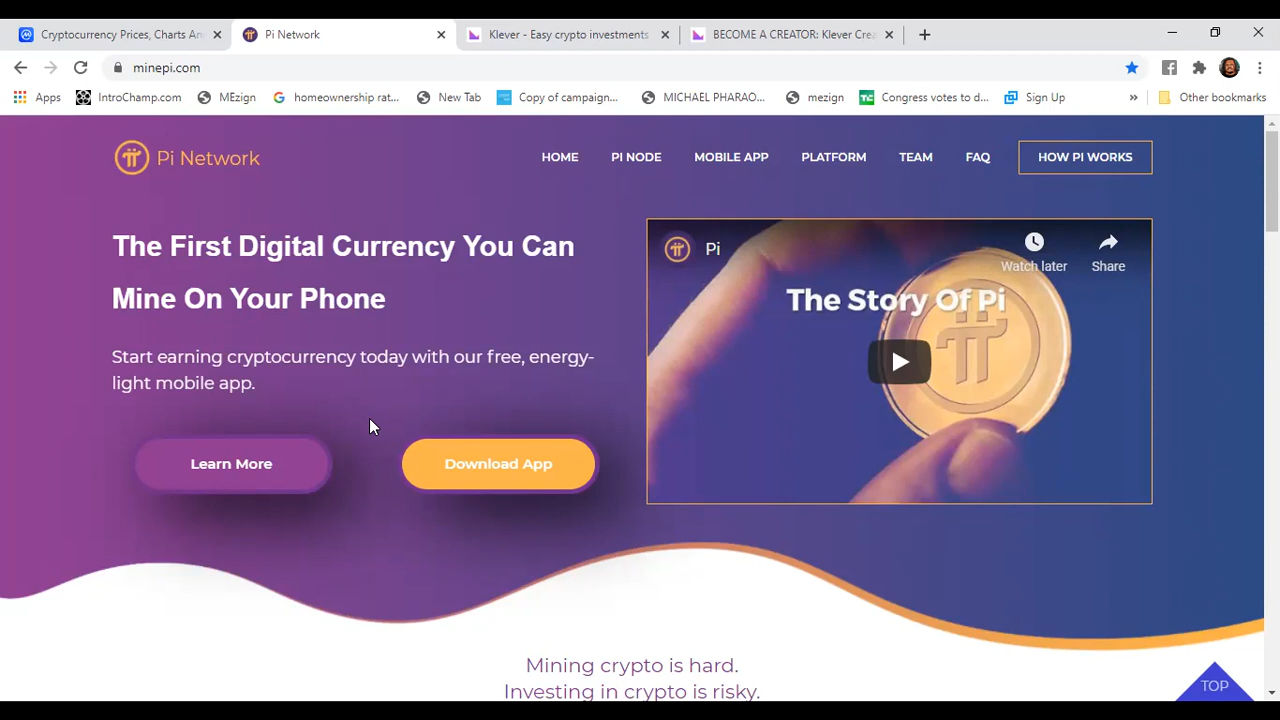 Cryptocurrency Prices, Charts An
Pi Network
Klever - Easy crypto investments
BECOME A CREATOR: Klever Crea
minepi.com
Apps
IntroChamp.com
MEzign
homeownership rat...
New Tab
Copy of campaign...
MICHAEL PHARAO...
mezign
Congress votes to d...
Sign Up
»
Other bookmarks
Pi Network
HOME
PI NODE
MOBILE APP
PLATFORM
TEAM
FAQ
HOW PI WORKS
The First Digital Currency You Can
Mine On Your Phone
Start earning cryptocurrency today with our free, energy-
light mobile app.
Learn More
Download App
Pi
Watch later
Share
The Story Of Pi
Mining crypto is hard.
Investing in crypto is risky.
TOP